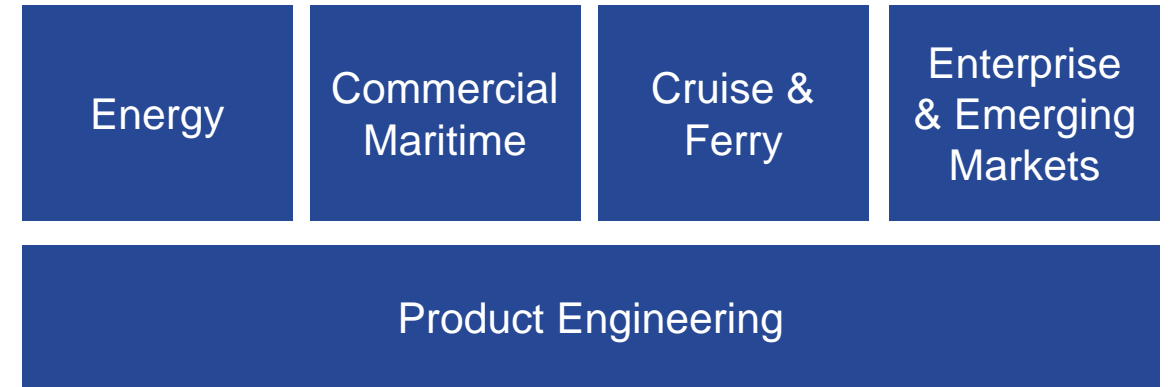 Energy
Commercial
Maritime
Cruise &
Ferry
Enterprise
& Emerging
Markets
Product Engineering